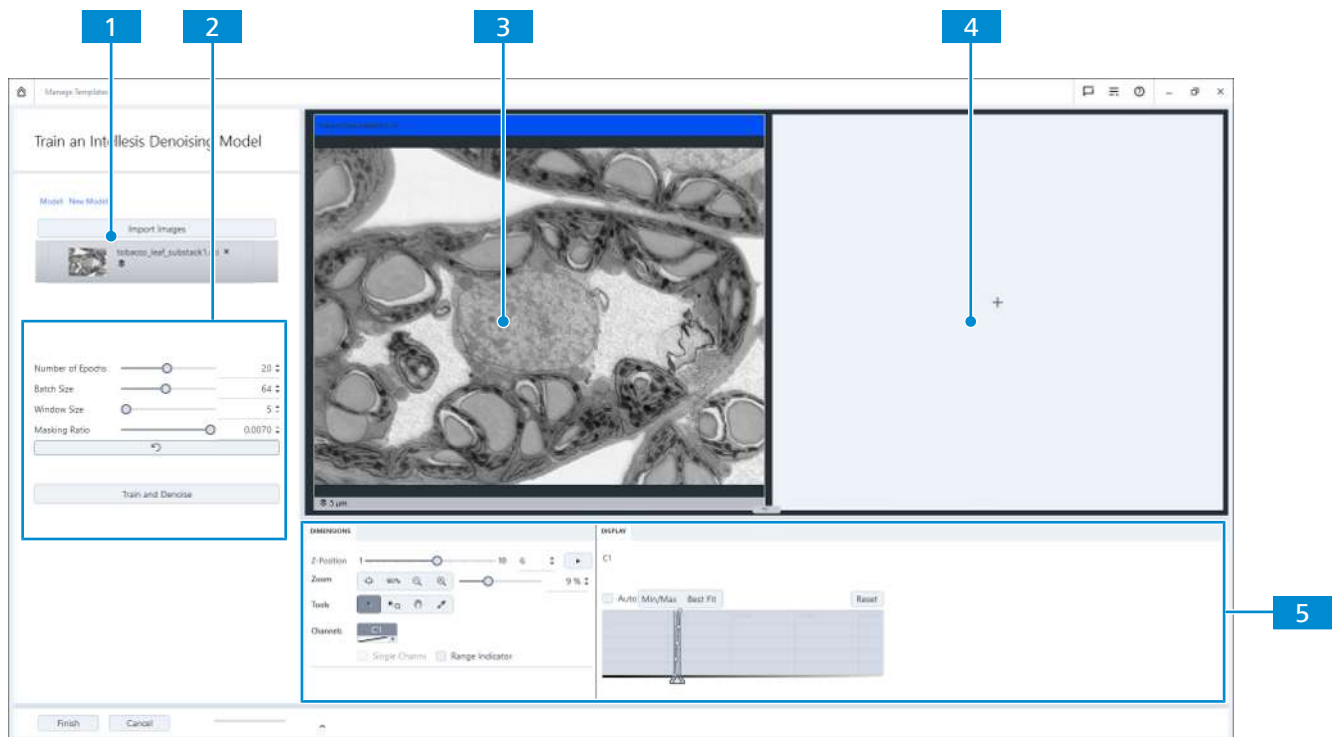 1
2
3
4
Manage Templates
Train an Intellesis Denoising Model
Model: New Model
Import Images
tobacco_leaf_substack1.czi ×
Number of Epochs 20
Batch Size 64
Window Size 5
Masking Ratio 0.0070
Train and Denoise
5 µm
DIMENSIONS
Z-Position 1 10 6
Zoom 100% 9 %
Tools
Channels C1
Single Channel Range Indicator
DISPLAY
C1
Auto Min/Max Best Fit Reset
5
Finish Cancel